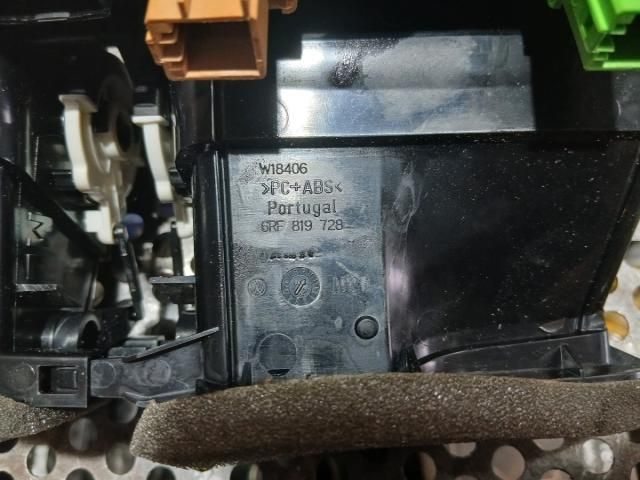 W18406
>PC+ABS<
Portugal
6RF 819 728